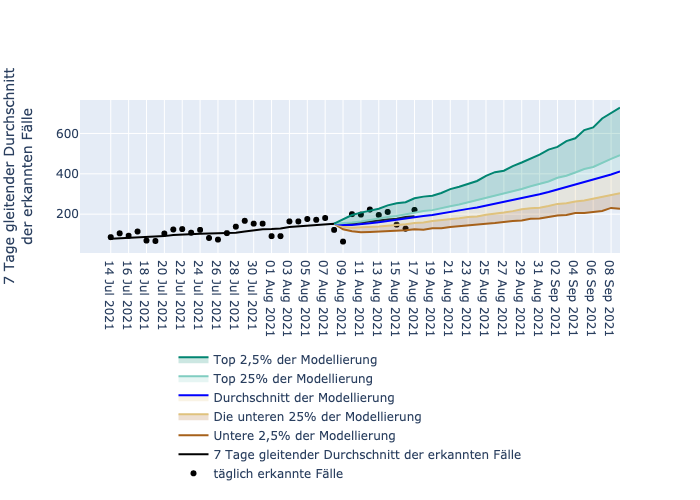 7 Tage gleitender Durchschnitt
der erkannten Fälle
600
400
200
14 Jul 2021
16 Jul 2021
18 Jul 2021
20 Jul 2021
22 Jul 2021
24 Jul 2021
26 Jul 2021
28 Jul 2021
30 Jul 2021
01 Aug 2021
03 Aug 2021
05 Aug 2021
07 Aug 2021
09 Aug 2021
11 Aug 2021
13 Aug 2021
15 Aug 2021
17 Aug 2021
19 Aug 2021
21 Aug 2021
23 Aug 2021
25 Aug 2021
27 Aug 2021
29 Aug 2021
31 Aug 2021
02 Sep 2021
04 Sep 2021
06 Sep 2021
08 Sep 2021
Top 2,5% der Modellierung
Top 25% der Modellierung
Durchschnitt der Modellierung
Die unteren 25% der Modellierung
Untere 2,5% der Modellierung
7 Tage gleitender Durchschnitt der erkannten Fälle
täglich erkannte Fälle